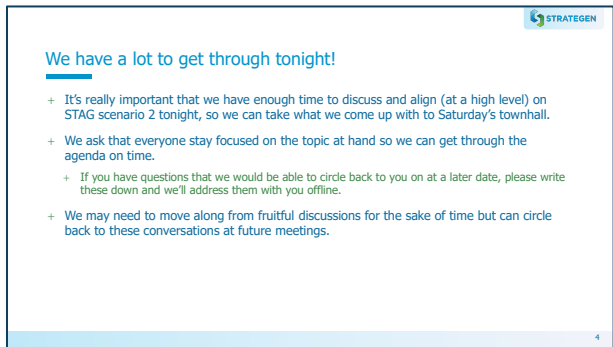 STRATEGEN
We have a lot to get through tonight!
+ It's really important that we have enough time to discuss and align (at a high level) on
STAG scenario 2 tonight, so we can take what we come up with to Saturday's townhall.
+ We ask that everyone stay focused on the topic at hand so we can get through the
agenda on time.
+ If you have questions that we would be able to circle back to you on at a later date, please write
these down and we'll address them with you offline.
+ We may need to move along from fruitful discussions for the sake of time but can circle
back to these conversations at future meetings.
4